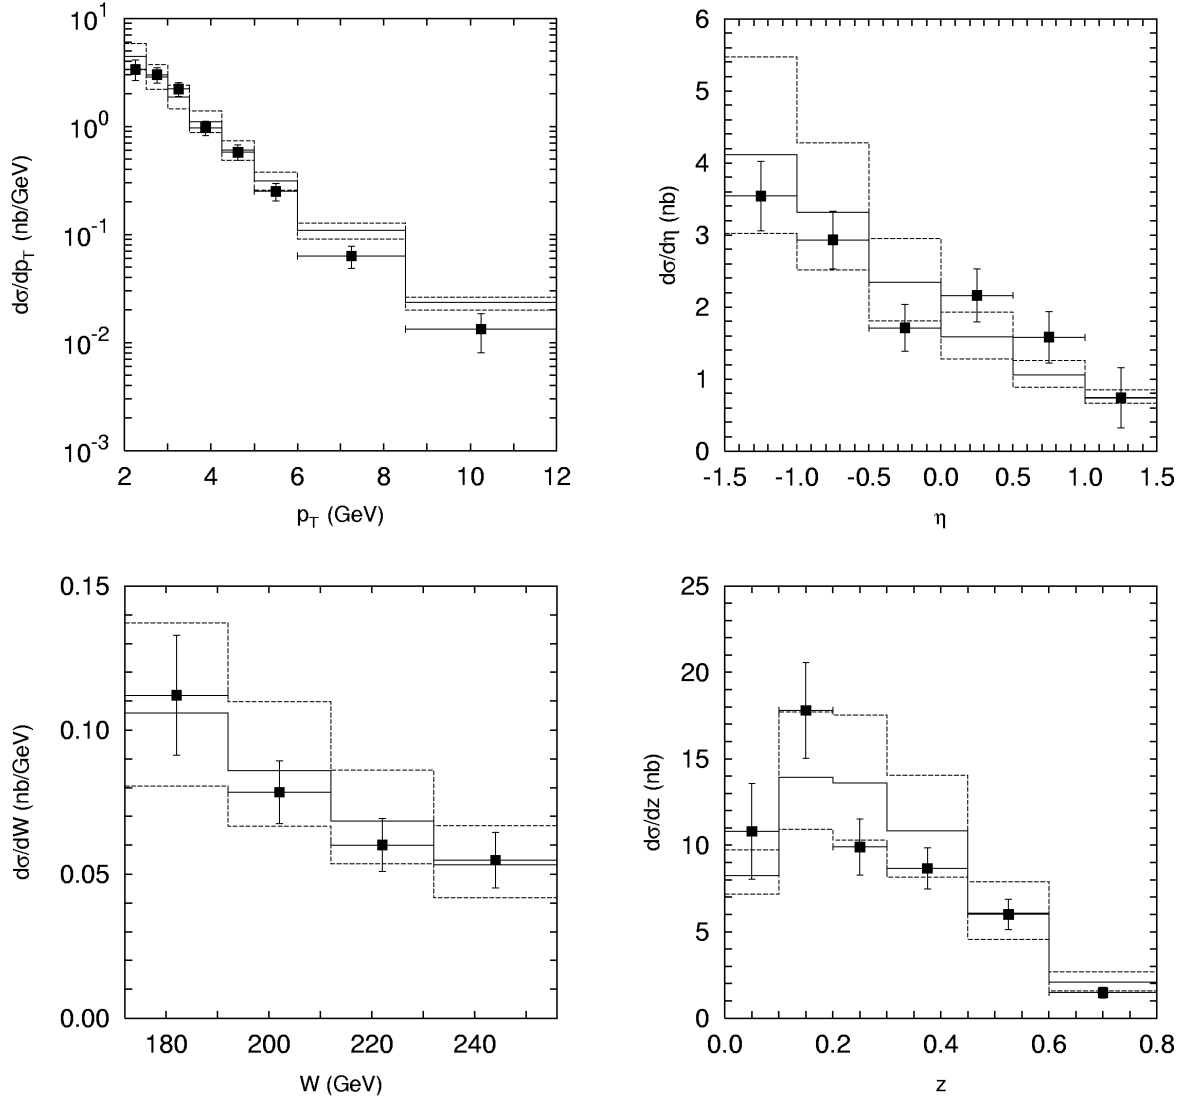 10¹
10⁰
10⁻¹
10⁻²
10⁻³
dσ/dp_T (nb/GeV)
2 4 6 8 10 12
p_T (GeV)
6
5
4
3
2
1
0
dσ/dη (nb)
-1.5 -1.0 -0.5 0.0 0.5 1.0 1.5
η
0.15
0.10
0.05
0.00
dσ/dW (nb/GeV)
180 200 220 240
W (GeV)
25
20
15
10
5
0
dσ/dz (nb)
0.0 0.2 0.4 0.6 0.8
z